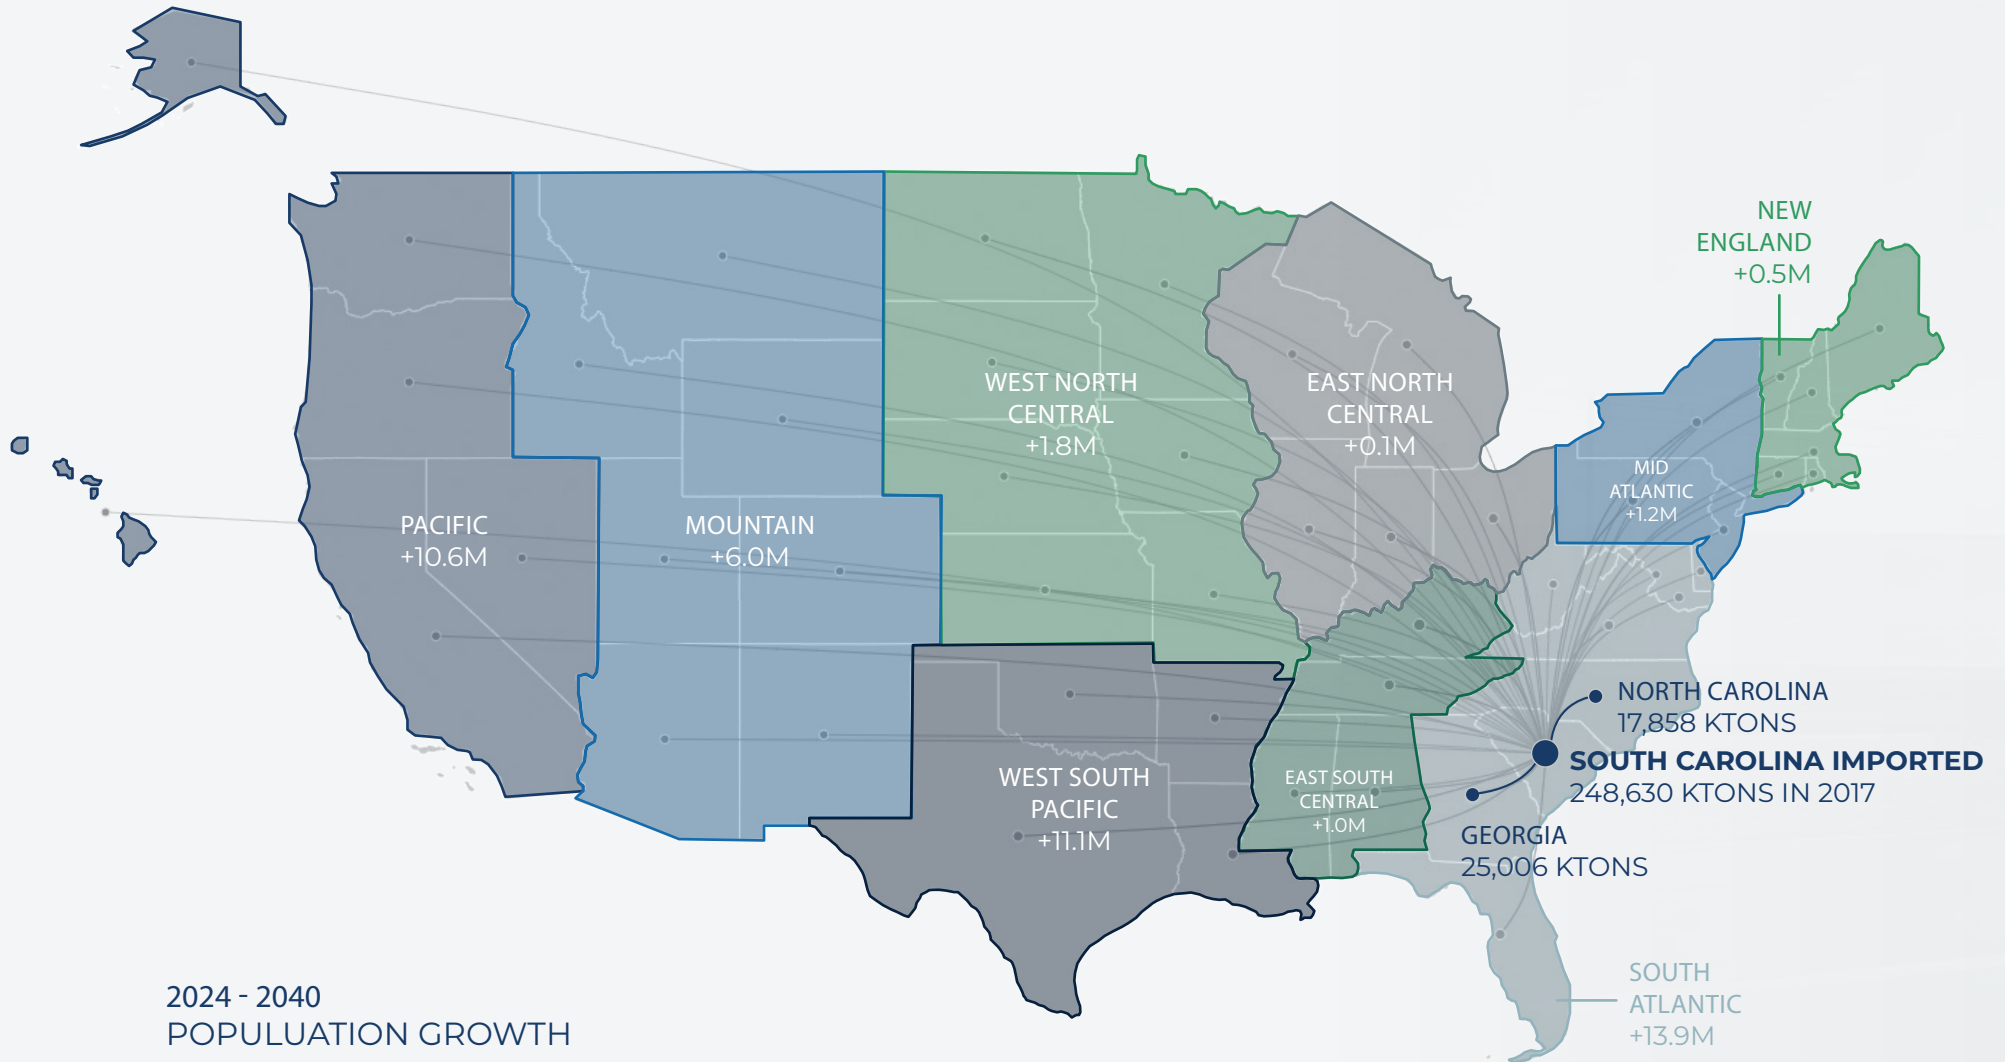 NEW
ENGLAND
+0.5M
WEST NORTH
CENTRAL
+1.8M
EAST NORTH
CENTRAL
+0.1M
MID
ATLANTIC
+1.2M
PACIFIC
+10.6M
MOUNTAIN
+6.0M
NORTH CAROLINA
17,858 KTONS
SOUTH CAROLINA IMPORTED
248,630 KTONS IN 2017
WEST SOUTH
PACIFIC
+11.1M
EAST SOUTH
CENTRAL
+1.0M
GEORGIA
25,006 KTONS
SOUTH
ATLANTIC
+13.9M
2024 - 2040
POPULUATION GROWTH